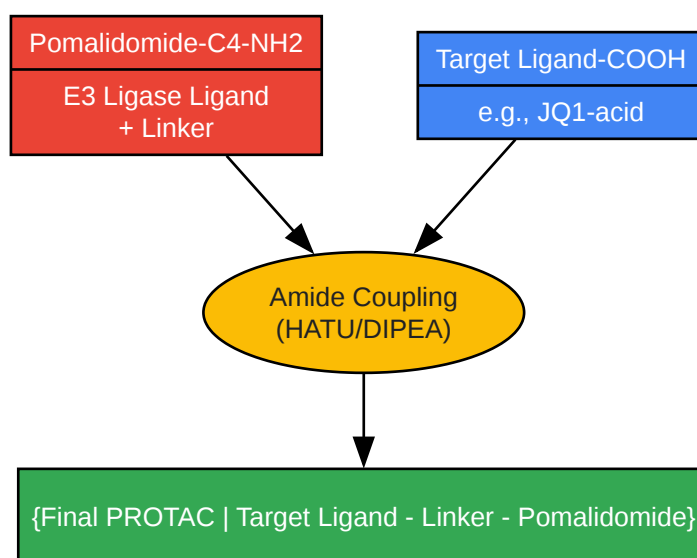 Pomalidomide-C4-NH2
E3 Ligase Ligand
+ Linker
Target Ligand-COOH
e.g., JQ1-acid
Amide Coupling
(HATU/DIPEA)
{Final PROTAC | Target Ligand - Linker - Pomalidomide}